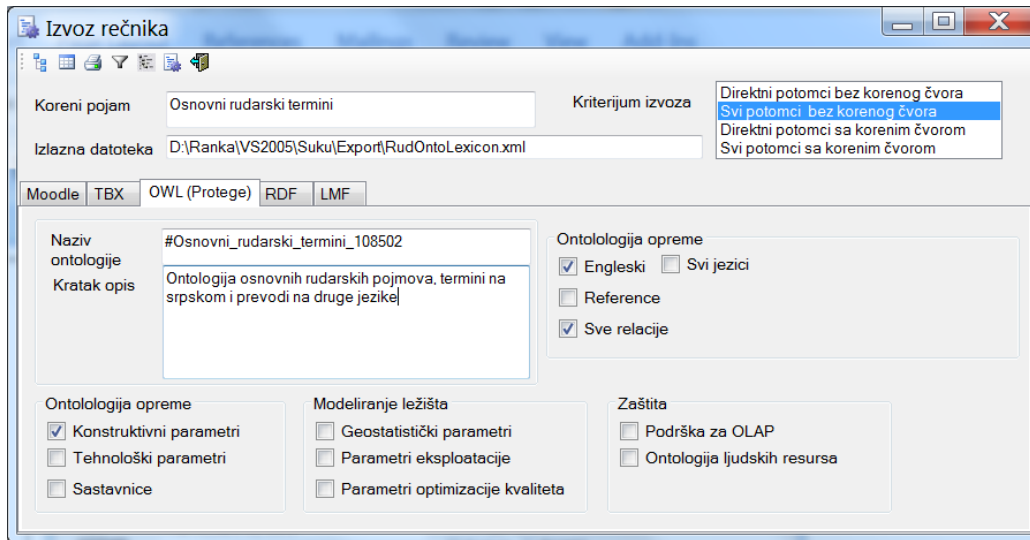 Izvoz rečnika
Koreni pojam
Osnovni rudarski termini
Kriterijum izvoza
Direktni potomci bez korenog čvora
Svi potomci bez korenog čvora
Direktni potomci sa korenim čvorom
Svi potomci sa korenim čvorom
Izlazna datoteka
D:\Ranka\VS2005\Suku\Export\RudOntoLexicon.xml
Moodle TBX OWL (Protege) RDF LMF
Naziv
ontologije
#Osnovni_rudarski_termini_108502
Kratak opis
Ontologija osnovnih rudarskih pojmova, termini na
srpskom i prevodi na druge jezike
Ontolologija opreme
Engleski Svi jezici
Reference
Sve relacije
Ontolologija opreme
Konstruktivni parametri
Tehnološki parametri
Sastavnice
Modeliranje ležišta
Geostatistički parametri
Parametri eksploatacije
Parametri optimizacije kvaliteta
Zaštita
Podrška za OLAP
Ontologija ljudskih resursa